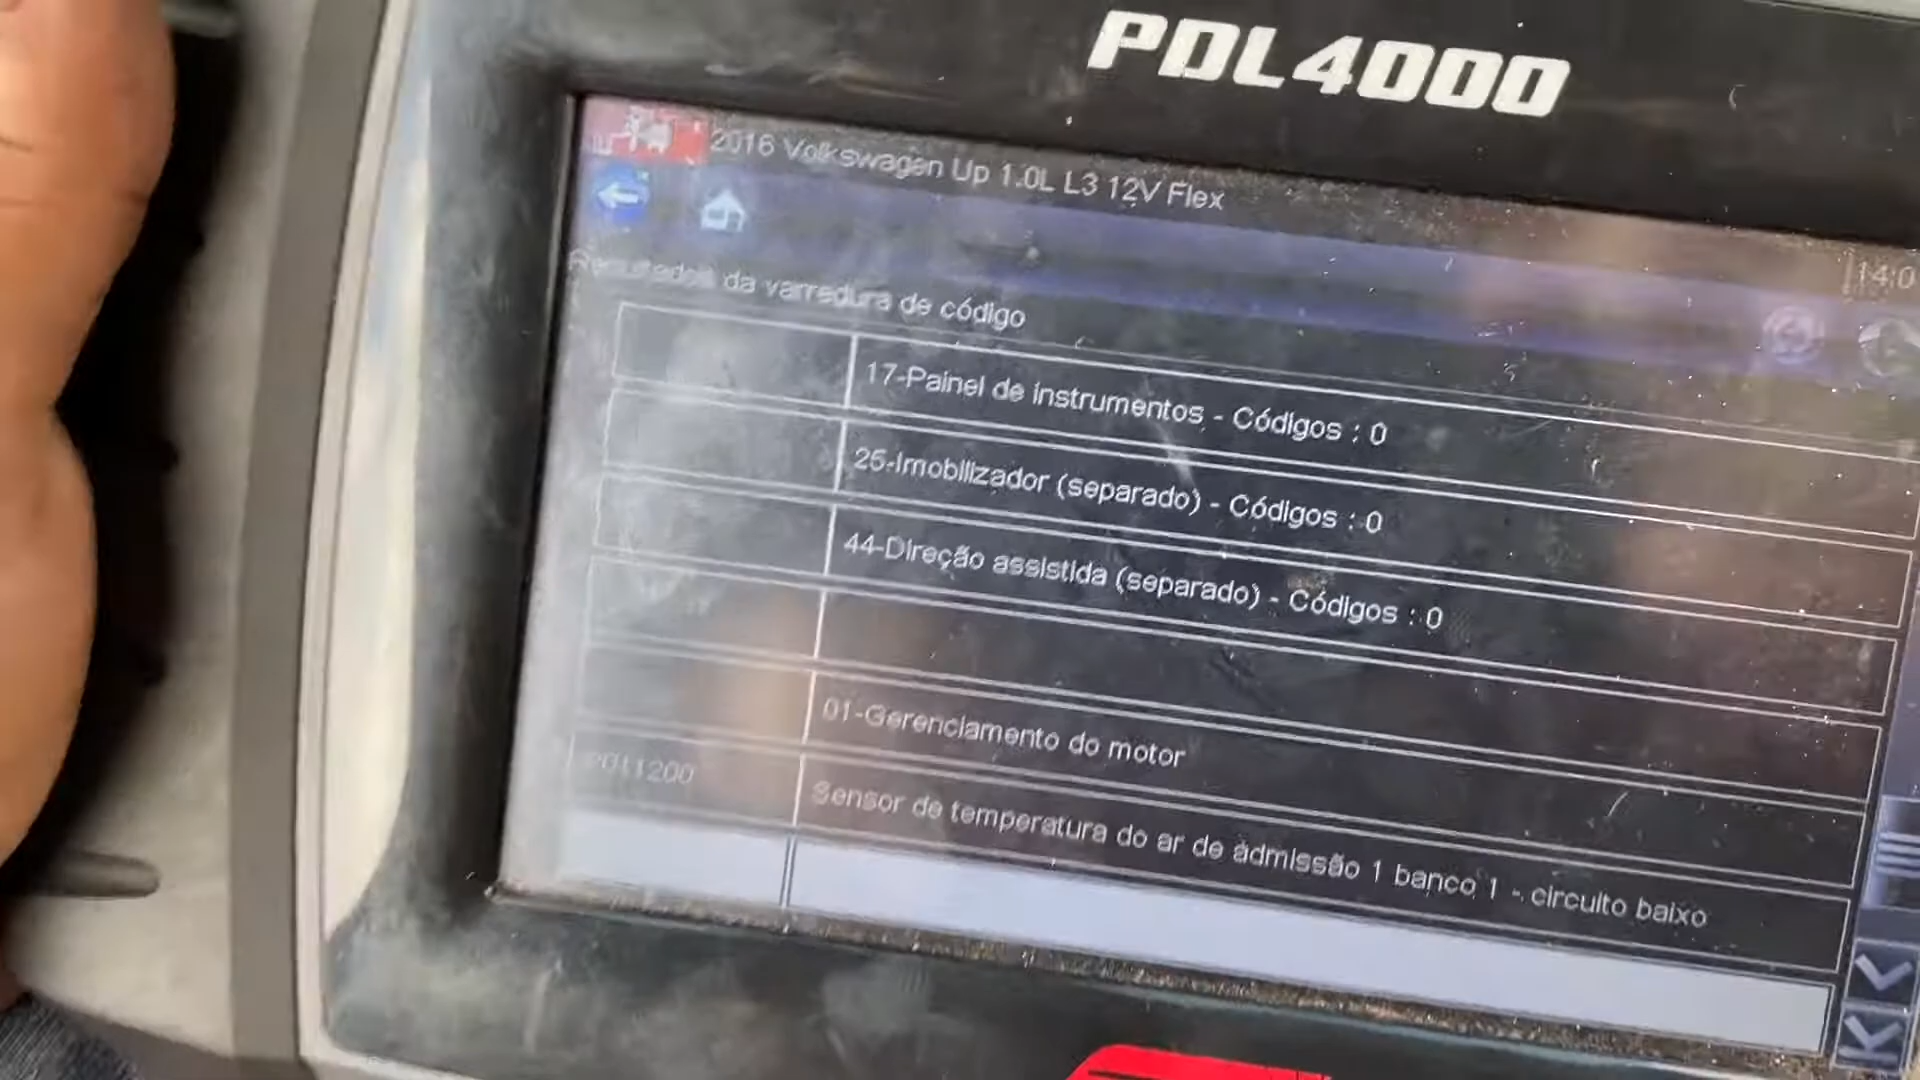 PDL4000
2016 Volkswagen Up 1.0L L3 12V Flex
14:0
Resultados da varredura de código
17-Painel de instrumentos - Códigos : 0
25-Imobilizador (separado) - Códigos : 0
44-Direção assistida (separado) - Códigos : 0
01-Gerenciamento do motor
P011200
Sensor de temperatura do ar de admissão 1 banco 1 - circuito baixo